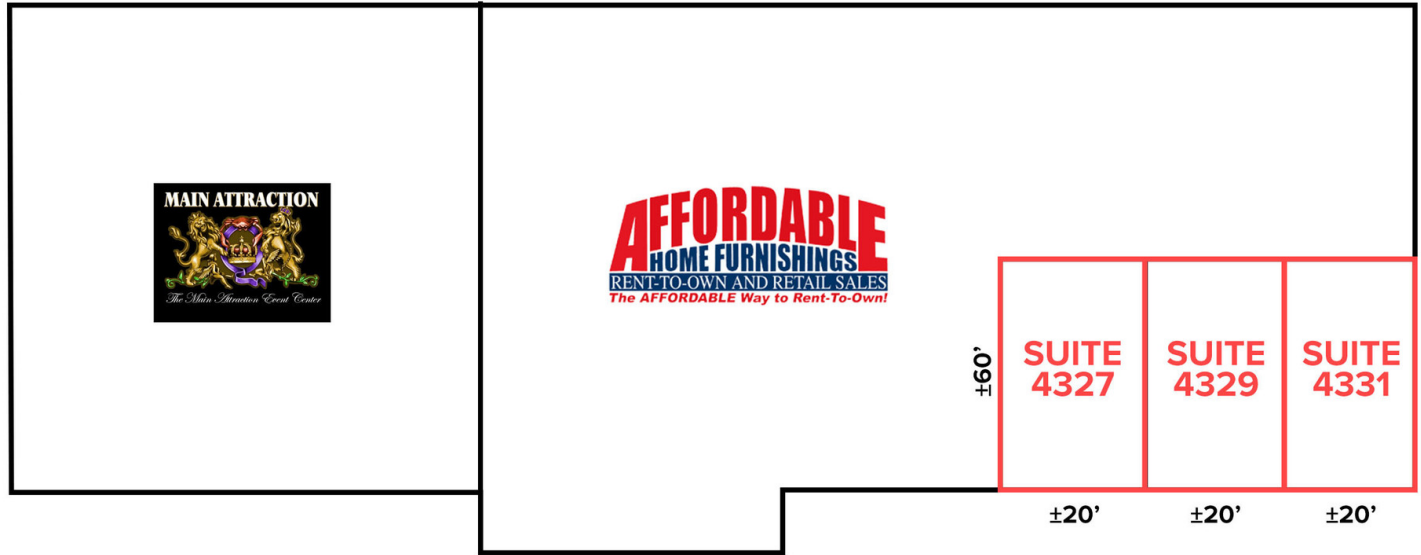 MAIN ATTRACTION
The Main Attraction Event Center
AFFORDABLE
HOME FURNISHINGS
RENT-TO-OWN AND RETAIL SALES
The AFFORDABLE Way to Rent-To-Own!
±60’
SUITE
4327
SUITE
4329
SUITE
4331
±20’
±20’
±20’